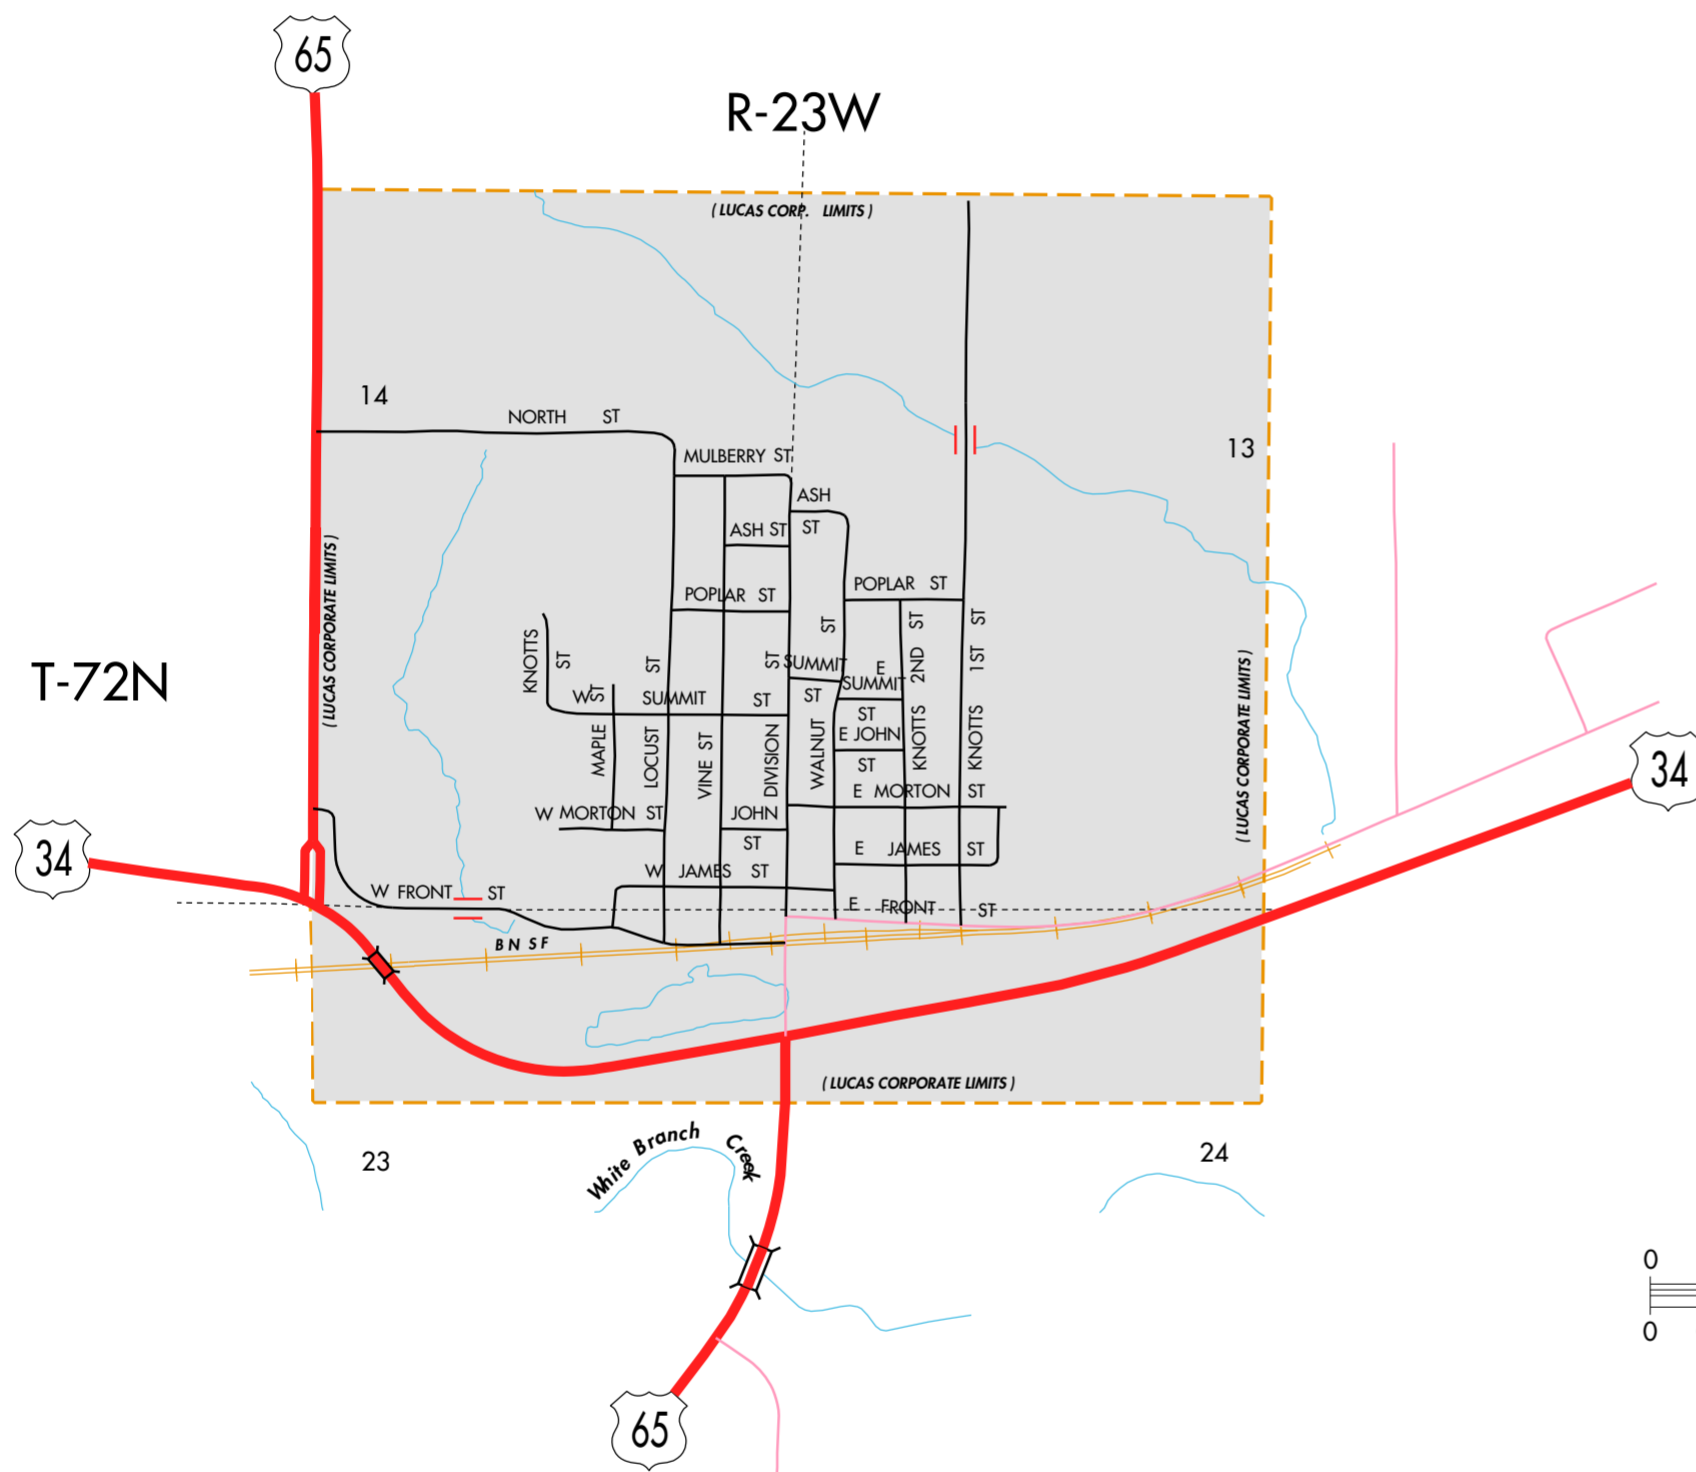 65
R-23W
( LUCAS CORP. LIMITS )
14
NORTH ST
13
MULBERRY ST
ASH
ST
ASH ST
POPLAR ST
POPLAR ST
( LUCAS CORPORATE LIMITS )
T-72N
KNOTTS ST
W SUMMIT ST
MAPLE ST
LOCUST ST
VINE ST
DIVISION ST
SUMMIT
ST
WALNUT ST
E
SUMMIT
ST
E JOHN
ST
KNOTTS 2ND ST
KNOTTS 1ST ST
( LUCAS CORPORATE LIMITS )
34
E MORTON ST
W MORTON ST
JOHN
ST
E JAMES ST
W JAMES ST
34
W FRONT ST
E FRONT ST
BNSF
( LUCAS CORPORATE LIMITS )
23
White Branch Creek
24
0
0
65